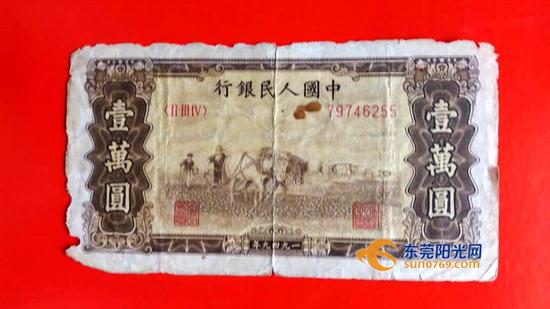 中國人民銀行
〈II III IV〉 79746255
壹萬圓
壹萬圓
一九四九年
东莞阳光网
sun0769.com